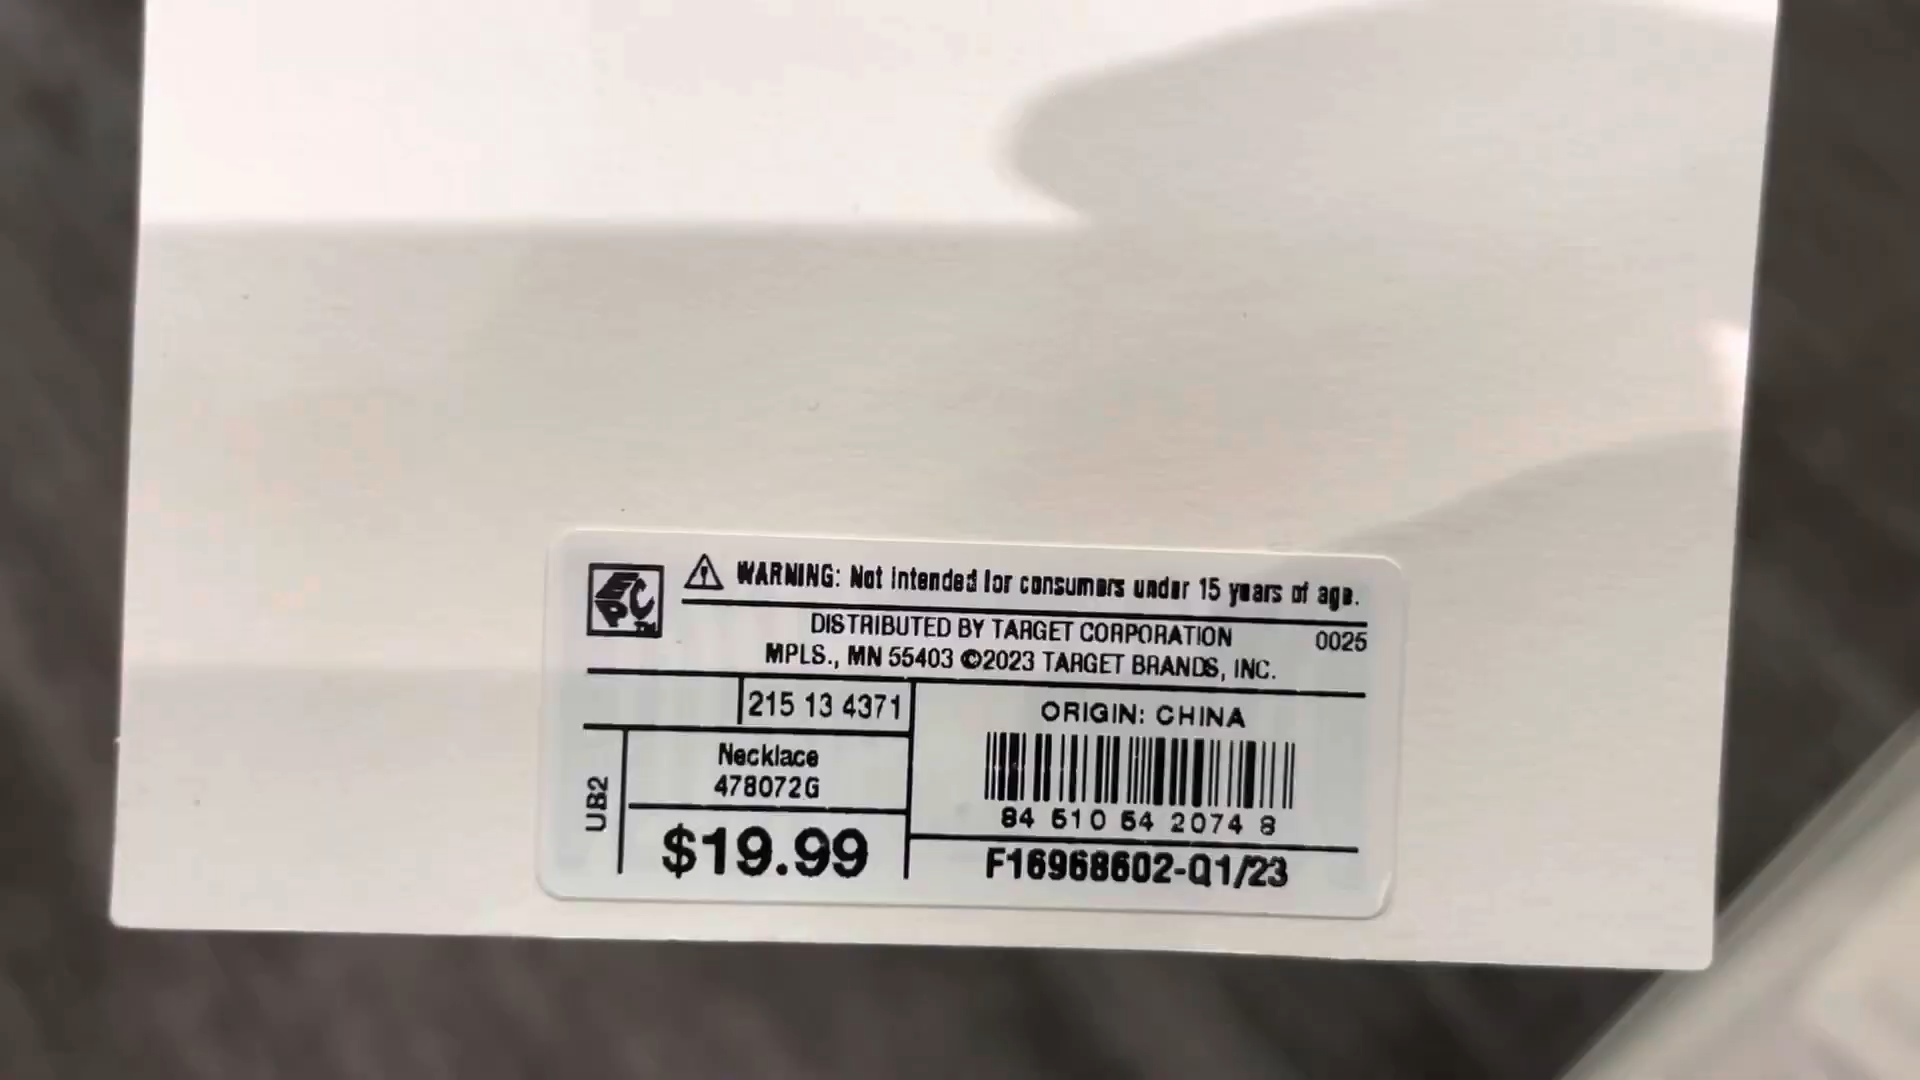 EPC™
WARNING: Not intended for consumers under 15 years of age.
DISTRIBUTED BY TARGET CORPORATION 0025
MPLS., MN 55403 ©2023 TARGET BRANDS, INC.
215 13 4371
ORIGIN: CHINA
UB2
Necklace
478072G
84 51054 2074 8
$19.99
F16968602-Q1/23